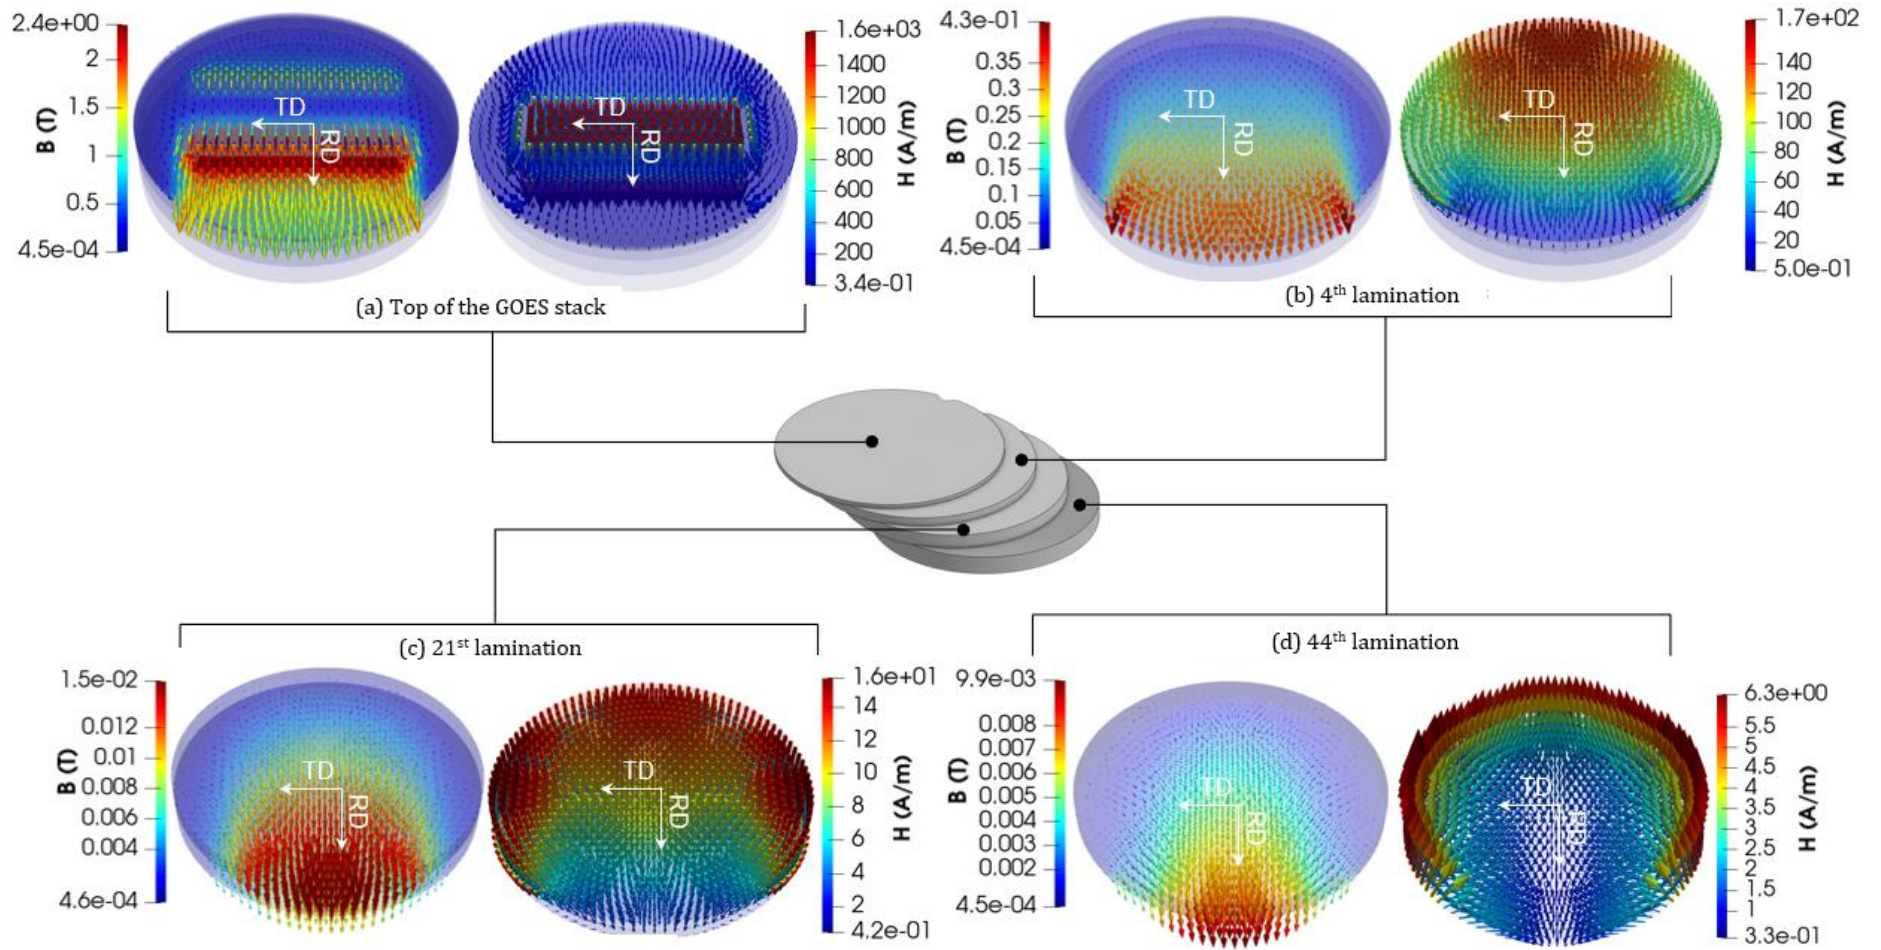 2.4e+00
2
1.5
1
0.5
4.5e-04
B (T)
TD
RD
TD
RD
1.6e+03
1400
1200
1000
800
600
400
200
3.4e-01
H (A/m)
(a) Top of the GOES stack
4.3e-01
0.35
0.3
0.25
0.2
0.15
0.1
0.05
4.5e-04
B (T)
TD
RD
TD
RD
1.7e+02
140
120
100
80
60
40
20
5.0e-01
H (A/m)
(b) 4th lamination
(c) 21st lamination
1.5e-02
0.012
0.01
0.008
0.006
0.004
4.6e-04
B (T)
TD
RD
TD
RD
1.6e+01
14
12
10
8
6
4
2
4.2e-01
H (A/m)
(d) 44th lamination
9.9e-03
0.008
0.007
0.006
0.005
0.004
0.003
0.002
4.5e-04
B (T)
TD
RD
TD
RD
6.3e+00
5.5
5
4.5
4
3.5
3
2.5
2
1.5
1
3.3e-01
H (A/m)